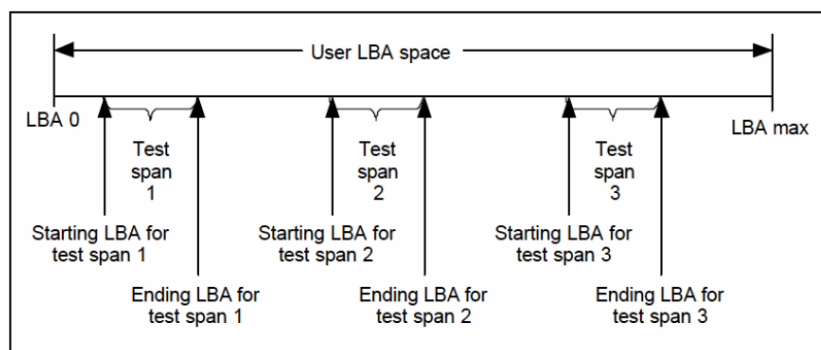 User LBA space
LBA 0
LBA max
Test
span
1
Test
span
2
Test
span
3
Starting LBA for
test span 1
Starting LBA for
test span 2
Starting LBA for
test span 3
Ending LBA for
test span 1
Ending LBA for
test span 2
Ending LBA for
test span 3